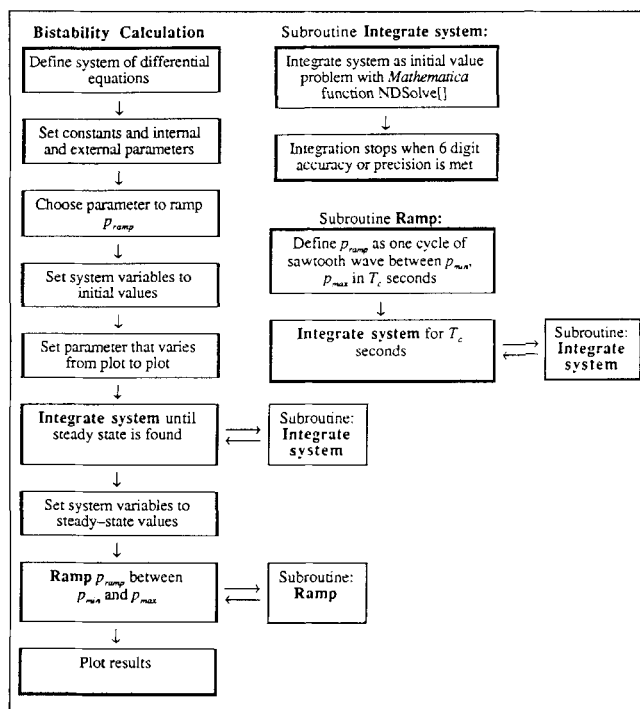 Bistability Calculation
Define system of differential
equations
↓
Set constants and internal
and external parameters
↓
Choose parameter to ramp
p_ramp
↓
Set system variables to
initial values
↓
Set parameter that varies
from plot to plot
↓
Integrate system until
steady state is found
Subroutine:
Integrate
system
↓
Set system variables to
steady–state values
↓
Ramp p_ramp between
p_min and p_max
Subroutine:
Ramp
↓
Plot results
Subroutine Integrate system:
Integrate system as initial value
problem with Mathematica
function NDSolve[]
↓
Integration stops when 6 digit
accuracy or precision is met
Subroutine Ramp:
Define p_ramp as one cycle of
sawtooth wave between p_min,
p_max in T_c seconds
↓
Integrate system for T_c
seconds
Subroutine:
Integrate
system